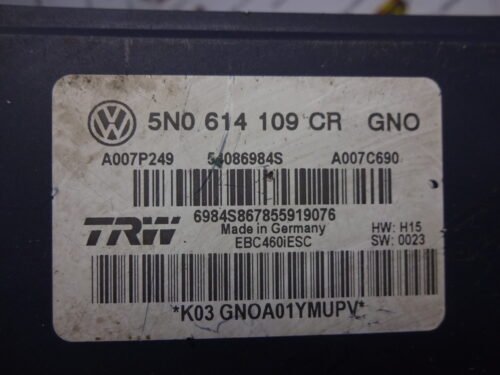 5N0 614 109 CR GNO
A007P249 54086984S A007C690
6984S867855919076
TRW Made in Germany HW: H15
EBC460iESC SW: 0023
*K03 GNOA01YMUPV*